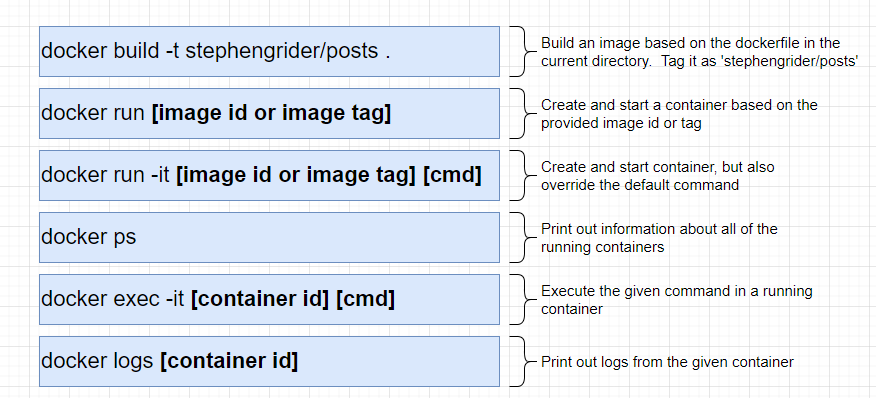 docker build -t stephengrider/posts .
Build an image based on the dockerfile in the
current directory.  Tag it as 'stephengrider/posts'
docker run [image id or image tag]
Create and start a container based on the
provided image id or tag
docker run -it [image id or image tag] [cmd]
Create and start container, but also
override the default command
docker ps
Print out information about all of the
running containers
docker exec -it [container id] [cmd]
Execute the given command in a running
container
docker logs [container id]
Print out logs from the given container